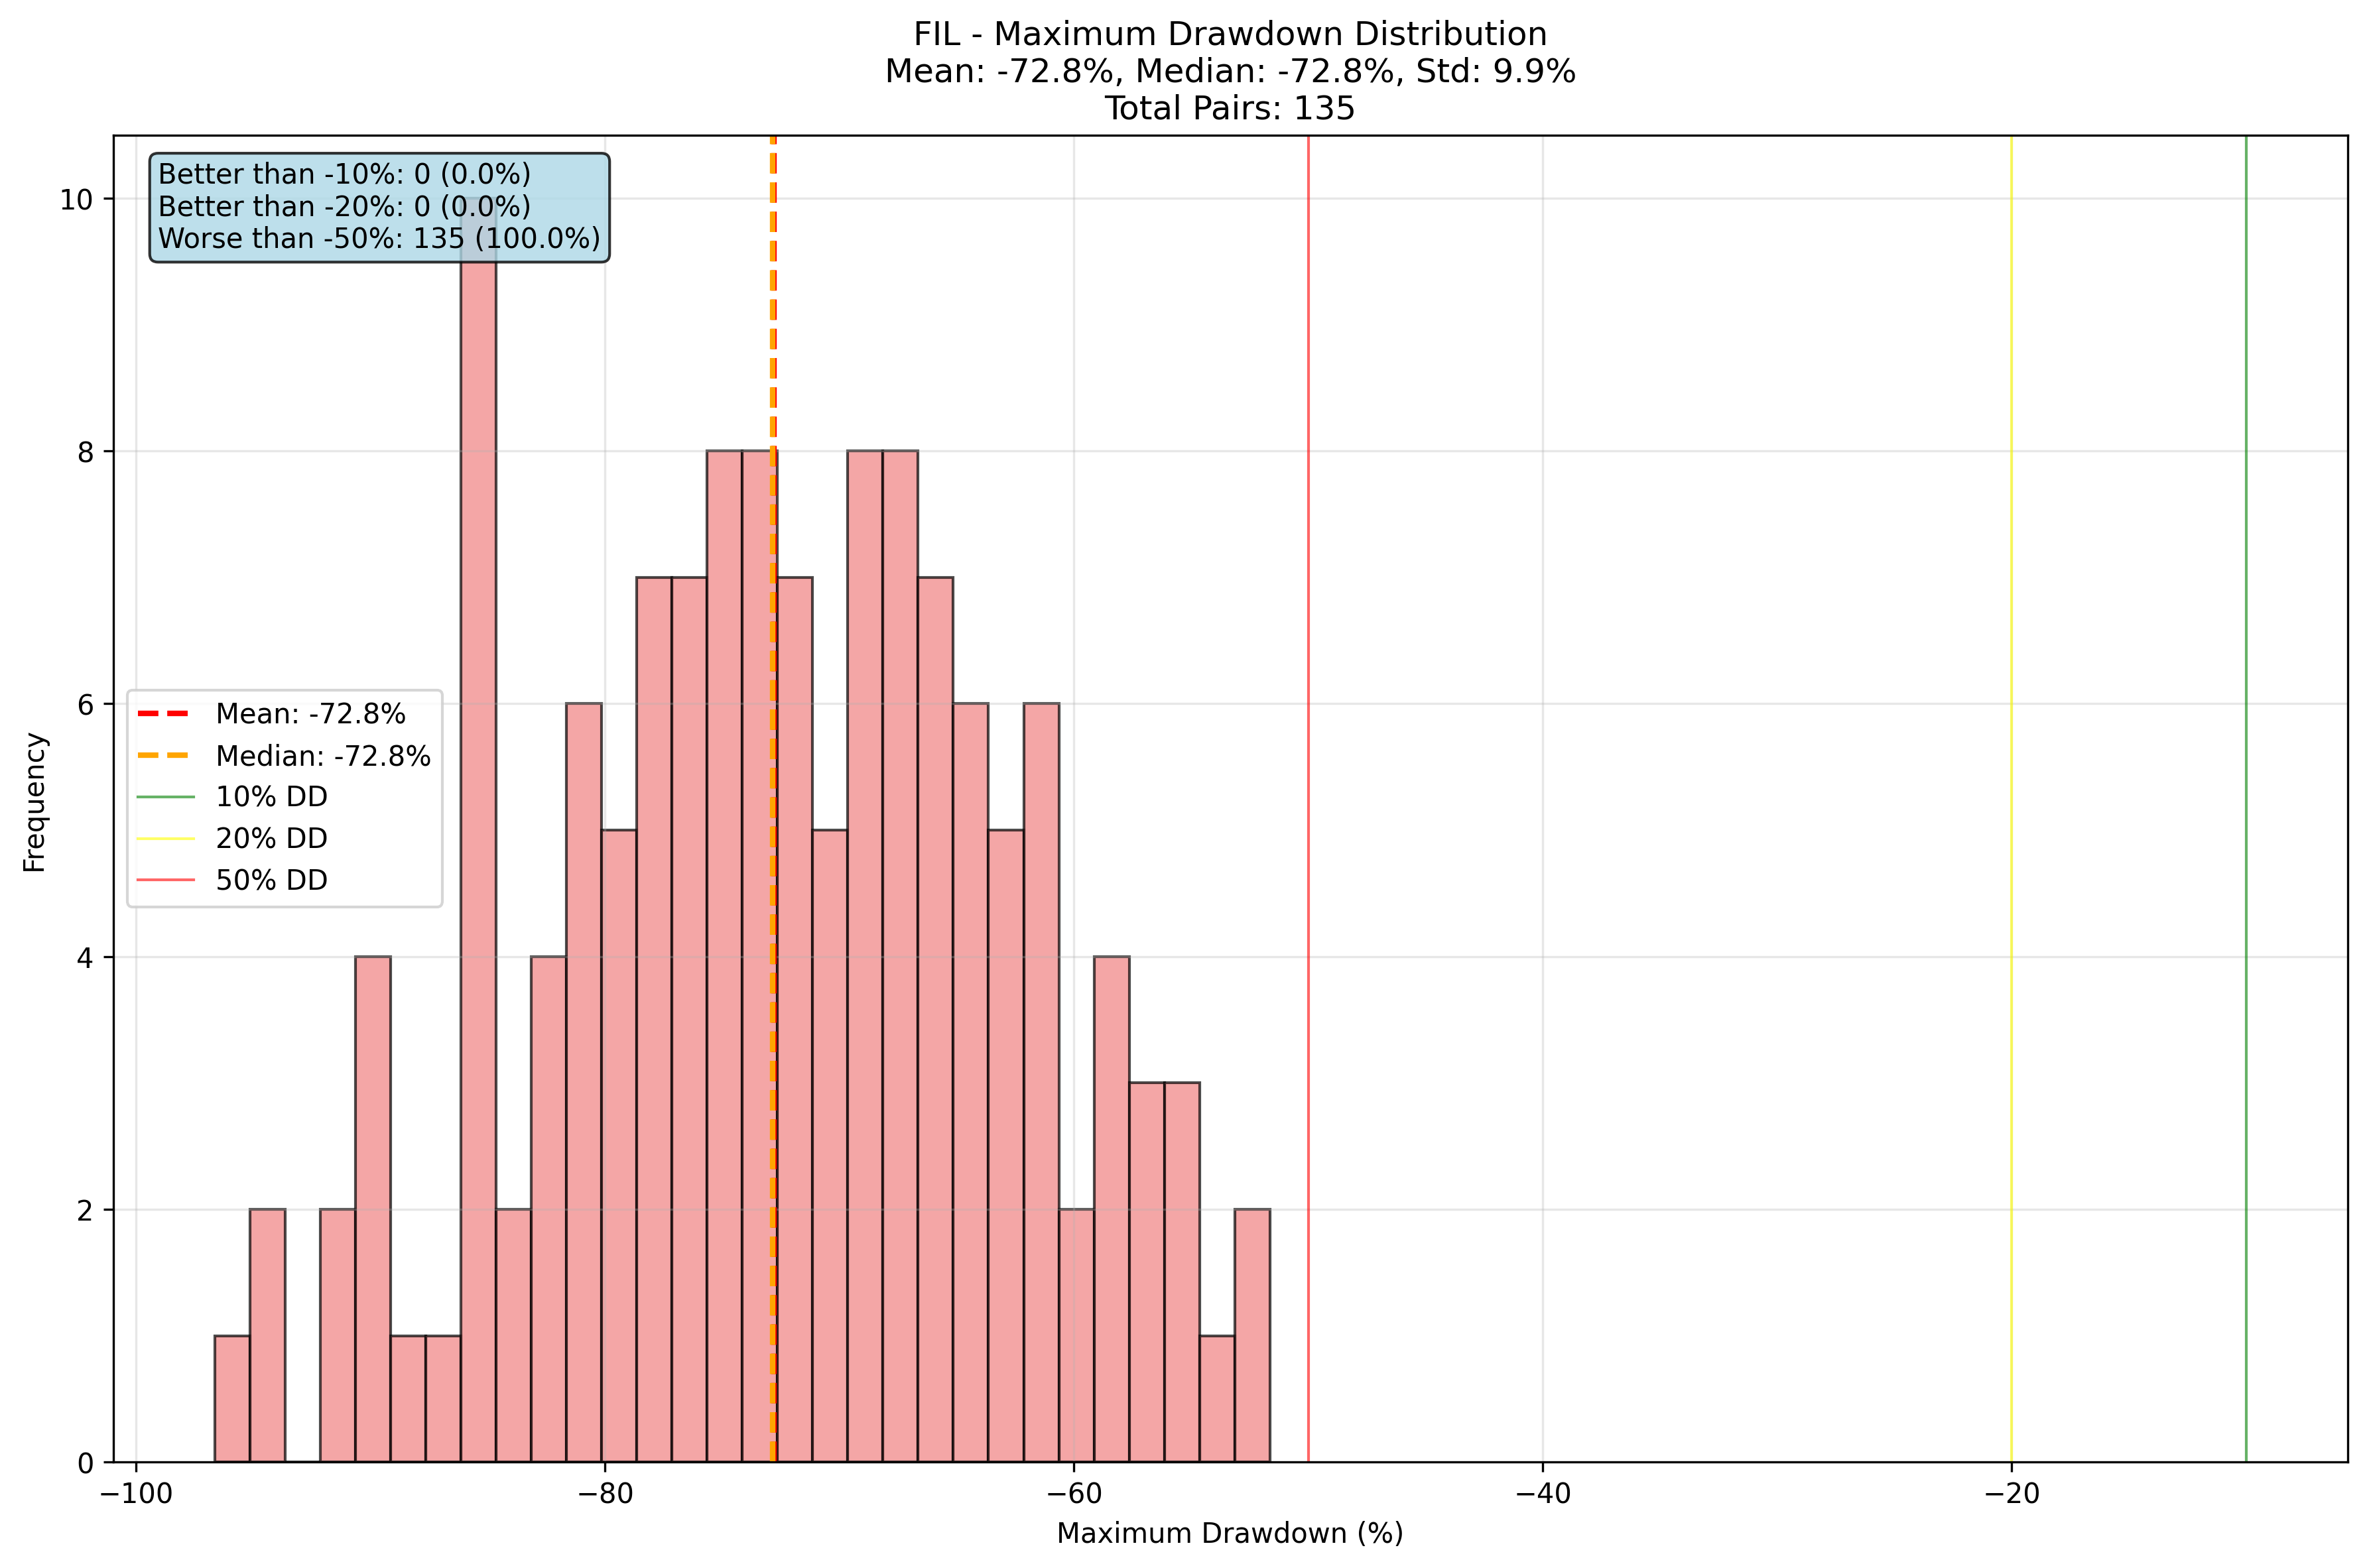 FIL - Maximum Drawdown Distribution
Mean: -72.8%, Median: -72.8%, Std: 9.9%
Total Pairs: 135
Better than -10%: 0 (0.0%)
Better than -20%: 0 (0.0%)
Worse than -50%: 135 (100.0%)
10
8
6
4
2
0
Frequency
Mean: -72.8%
Median: -72.8%
10% DD
20% DD
50% DD
−100
−80
−60
−40
−20
Maximum Drawdown (%)